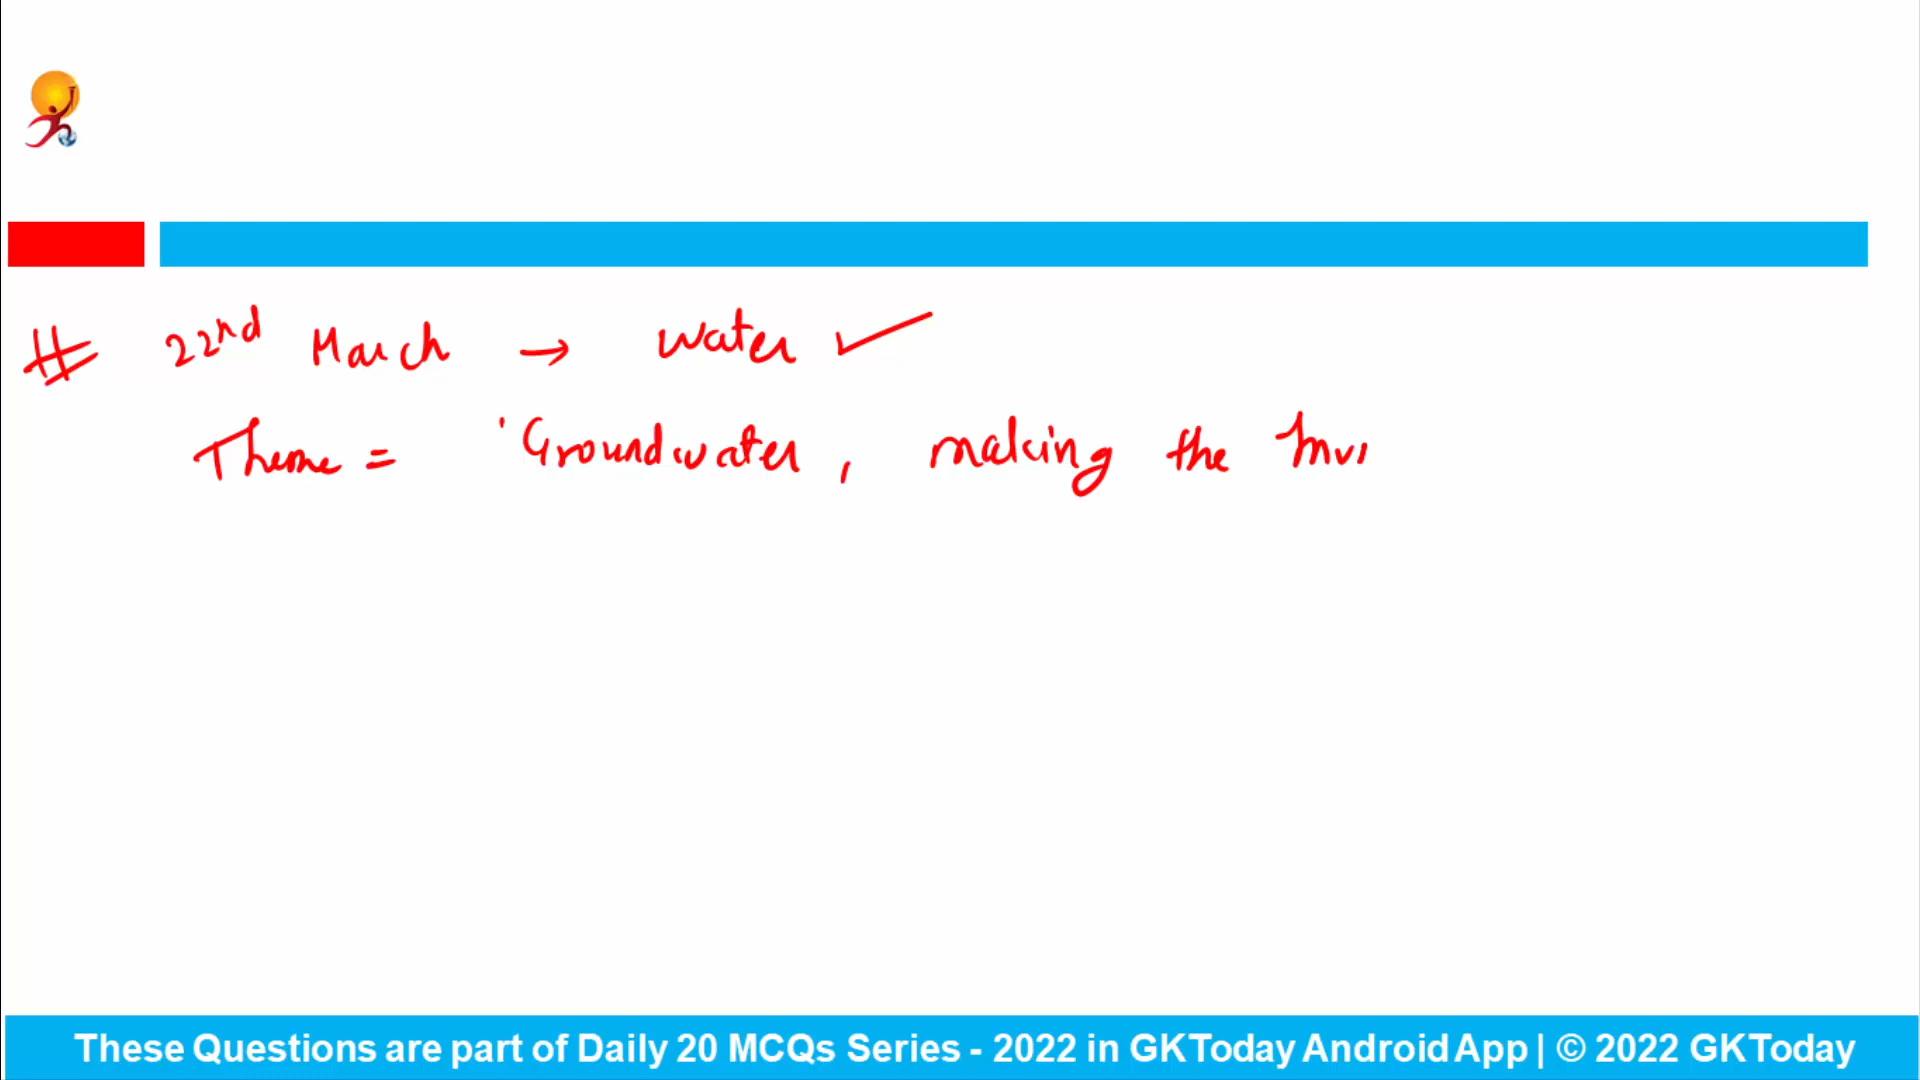 # 22nd March → Water ✓
Theme = 'Groundwater, making the Invi
These Questions are part of Daily 20 MCQs Series - 2022 in GKToday Android App | © 2022 GKToday